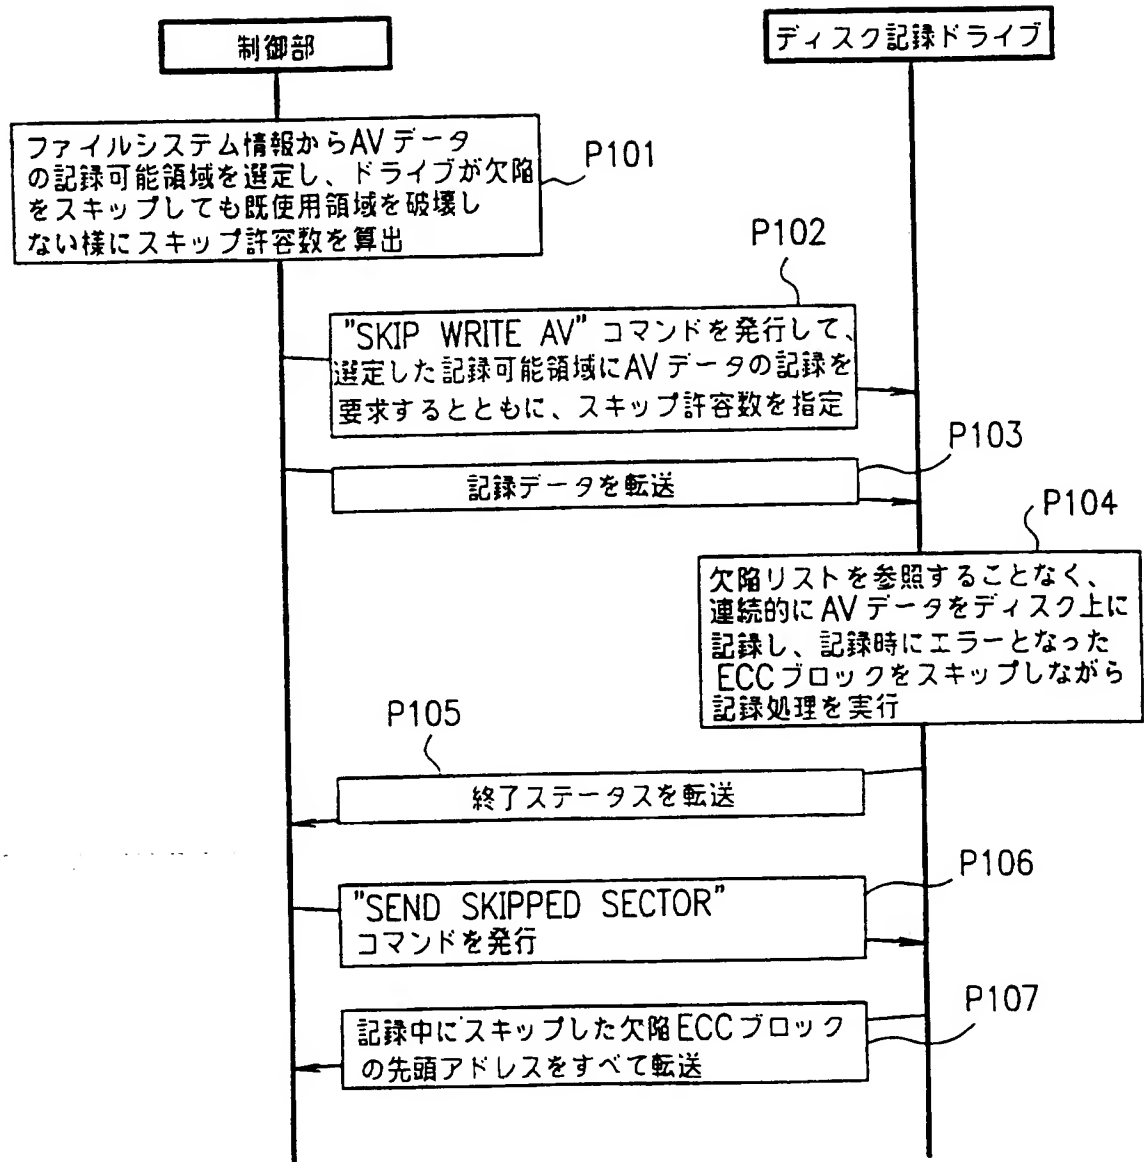 制御部
ディスク記録ドライブ
ファイルシステム情報からAVデータ
の記録可能領域を選定し、ドライブが欠陥
をスキップしても既使用領域を破壊し
ない様にスキップ許容数を算出
P101
P102
"SKIP WRITE AV" コマンドを発行して、
選定した記録可能領域にAVデータの記録を
要求するとともに、スキップ許容数を指定
P103
記録データを転送
P104
欠陥リストを参照することなく、
連続的にAVデータをディスク上に
記録し、記録時にエラーとなった
ECCブロックをスキップしながら
記録処理を実行
P105
終了ステータスを転送
P106
"SEND SKIPPED SECTOR"
コマンドを発行
P107
記録中にスキップした欠陥ECCブロック
の先頭アドレスをすべて転送